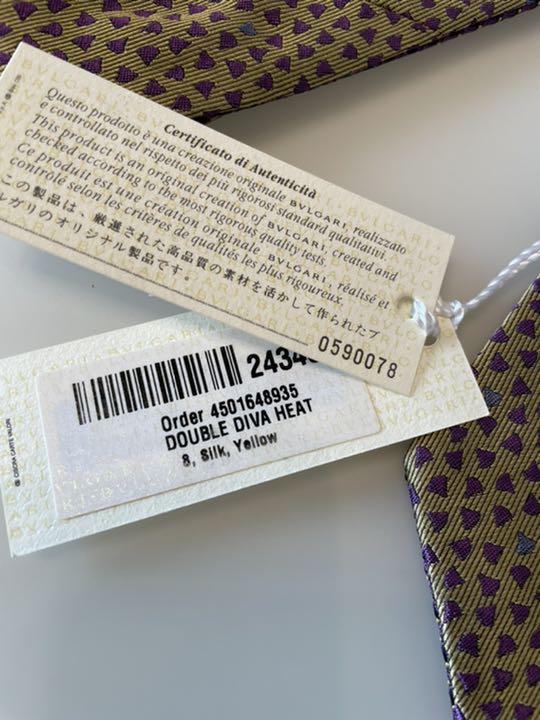 Certificato di Autenticità
Questo prodotto è una creazione originale BVLGARI, realizzato
e controllato nel rispetto dei più rigorosi standard qualitativi.
This product is an original creation of BVLGARI, created and
checked according to the most rigorous quality tests
Ce produit est une création originale BVLGARI, réalisé et
contrôlé selon les critères de qualités les plus rigoureux.
この製品は、厳選された高品質の素材を活かして作られたブ
ルガリのオリジナル製品です。
0590078
2434
Order 4501648935
DOUBLE DIVA HEAT
8, Silk, Yellow